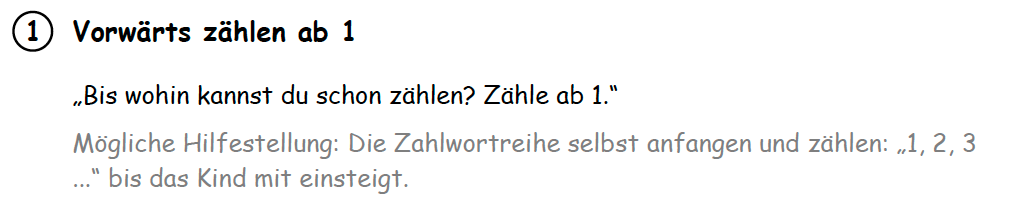 1 Vorwärts zählen ab 1
„Bis wohin kannst du schon zählen? Zähle ab 1.“
Mögliche Hilfestellung: Die Zahlwortreihe selbst anfangen und zählen: „1, 2, 3
...“ bis das Kind mit einsteigt.